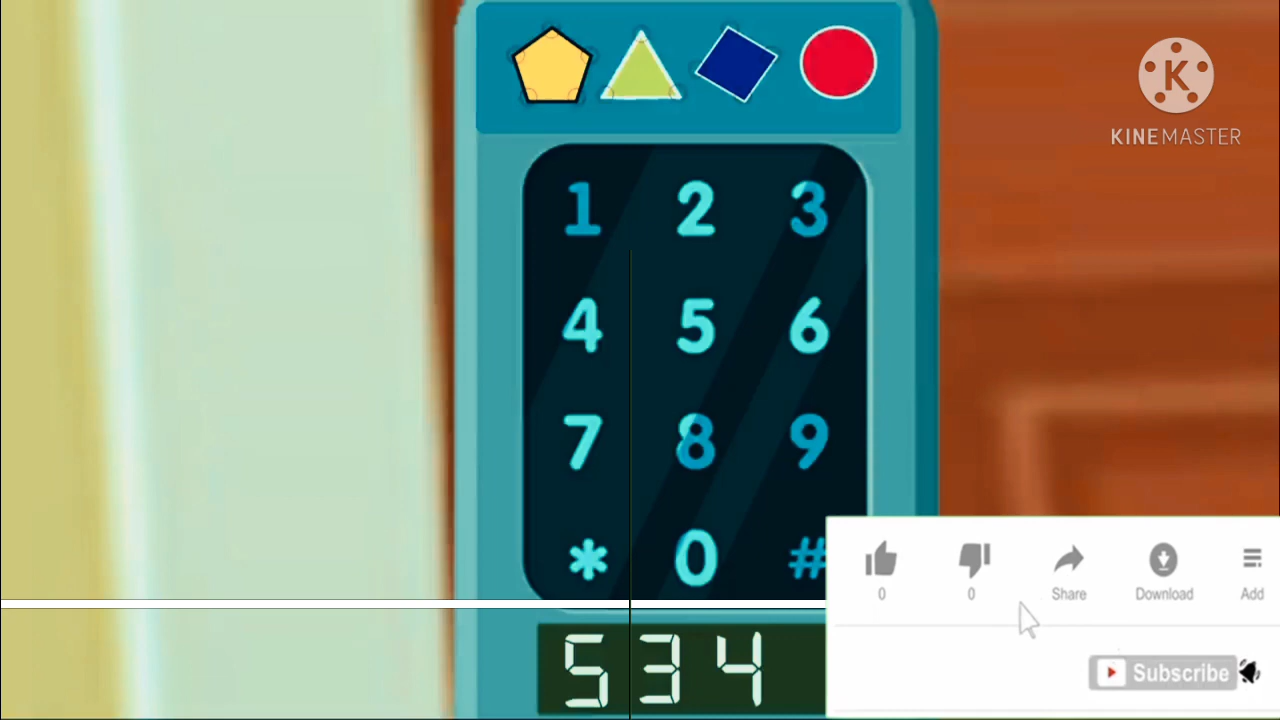 K
KINEMASTER
1 2 3
4 5 6
7 8 9
* 0 #
534
0 0 Share Download Add
Subscribe